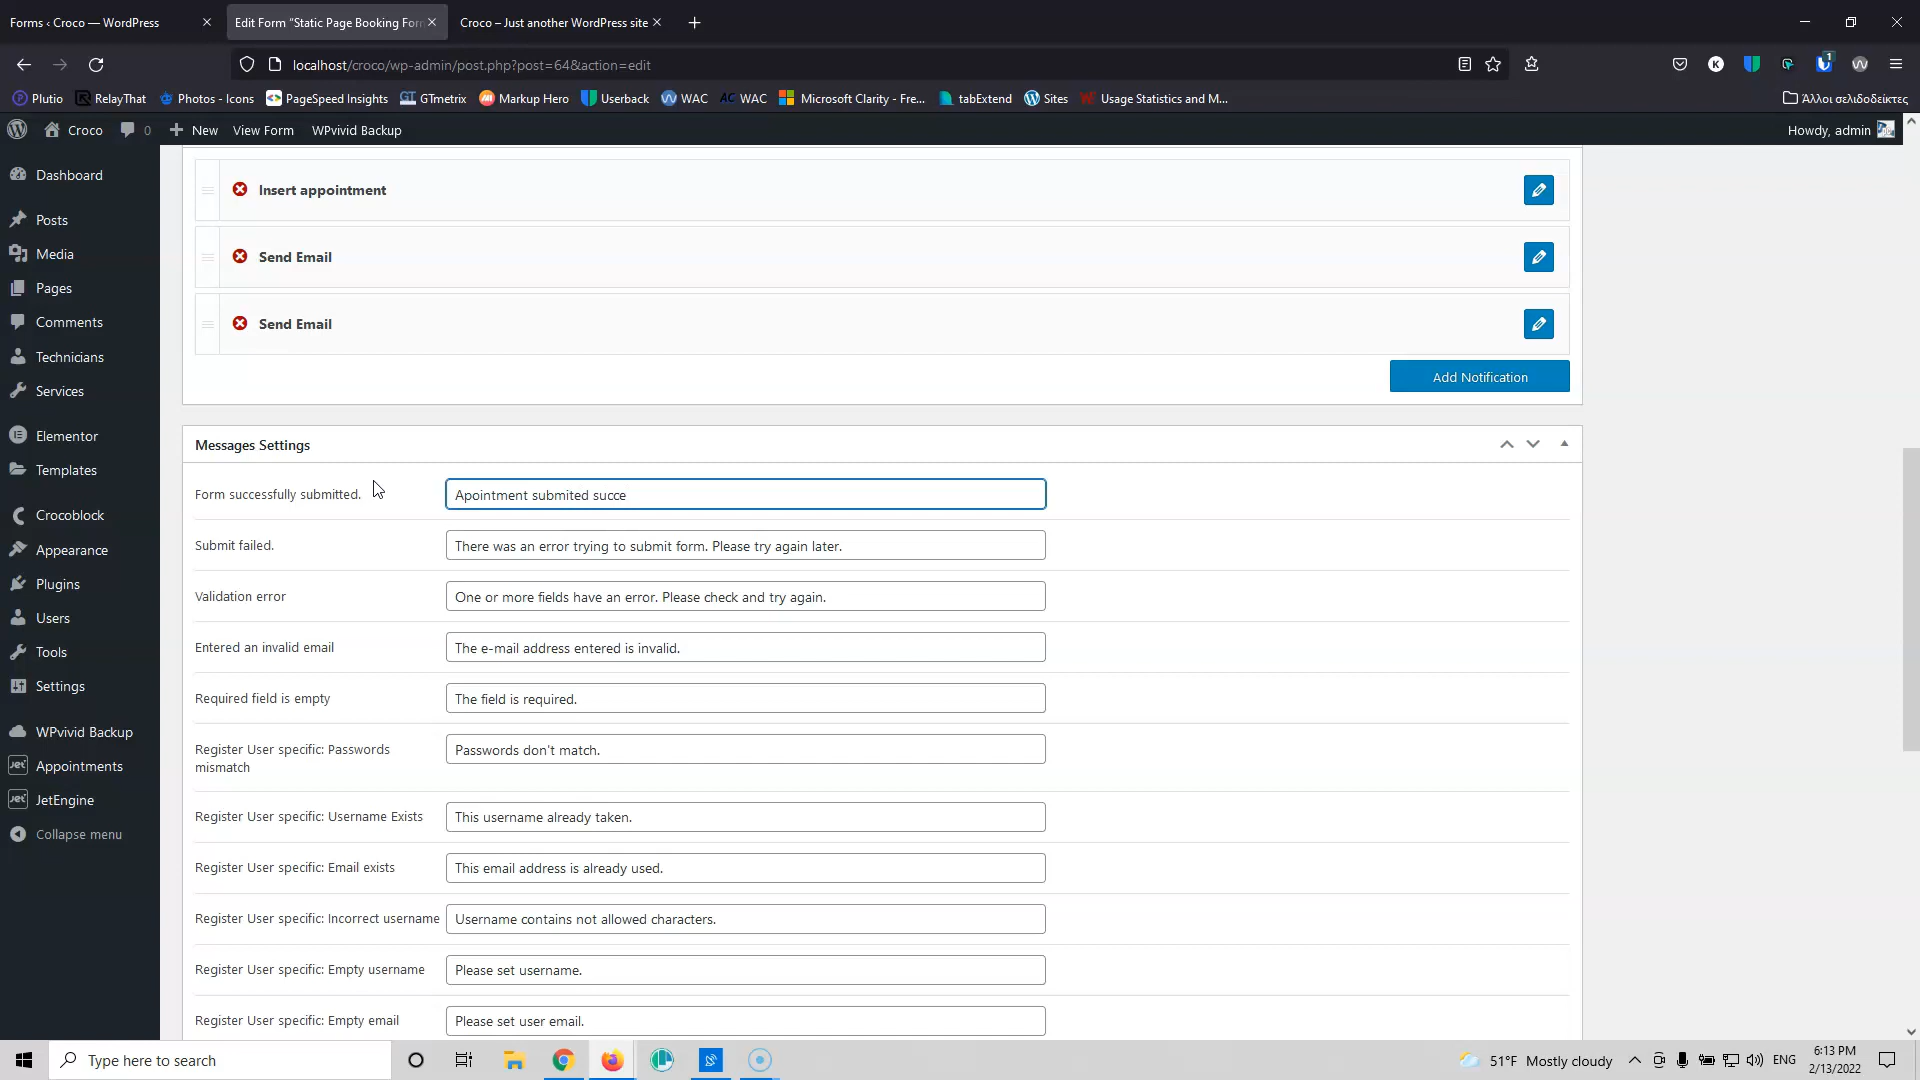 Forms ‹ Croco — WordPress
Edit Form "Static Page Booking For
Croco – Just another WordPress site
localhost/croco/wp-admin/post.php?post=64&action=edit
Plutio
RelayThat
Photos - Icons
PageSpeed Insights
GTmetrix
Markup Hero
Userback
WAC
WAC
Microsoft Clarity - Fre...
tabExtend
Sites
Usage Statistics and M...
Άλλοι σελιδοδείκτες
Croco
0
New
View Form
WPvivid Backup
Howdy, admin
Dashboard
Posts
Media
Pages
Comments
Technicians
Services
Elementor
Templates
Crocoblock
Appearance
Plugins
Users
Tools
Settings
WPvivid Backup
Appointments
JetEngine
Collapse menu
Insert appointment
Send Email
Send Email
Add Notification
Messages Settings
Form successfully submitted.
Apointment submited succe
Submit failed.
There was an error trying to submit form. Please try again later.
Validation error
One or more fields have an error. Please check and try again.
Entered an invalid email
The e-mail address entered is invalid.
Required field is empty
The field is required.
Register User specific: Passwords
mismatch
Passwords don't match.
Register User specific: Username Exists
This username already taken.
Register User specific: Email exists
This email address is already used.
Register User specific: Incorrect username
Username contains not allowed characters.
Register User specific: Empty username
Please set username.
Register User specific: Empty email
Please set user email.
Type here to search
51°F Mostly cloudy
ENG
6:13 PM
2/13/2022